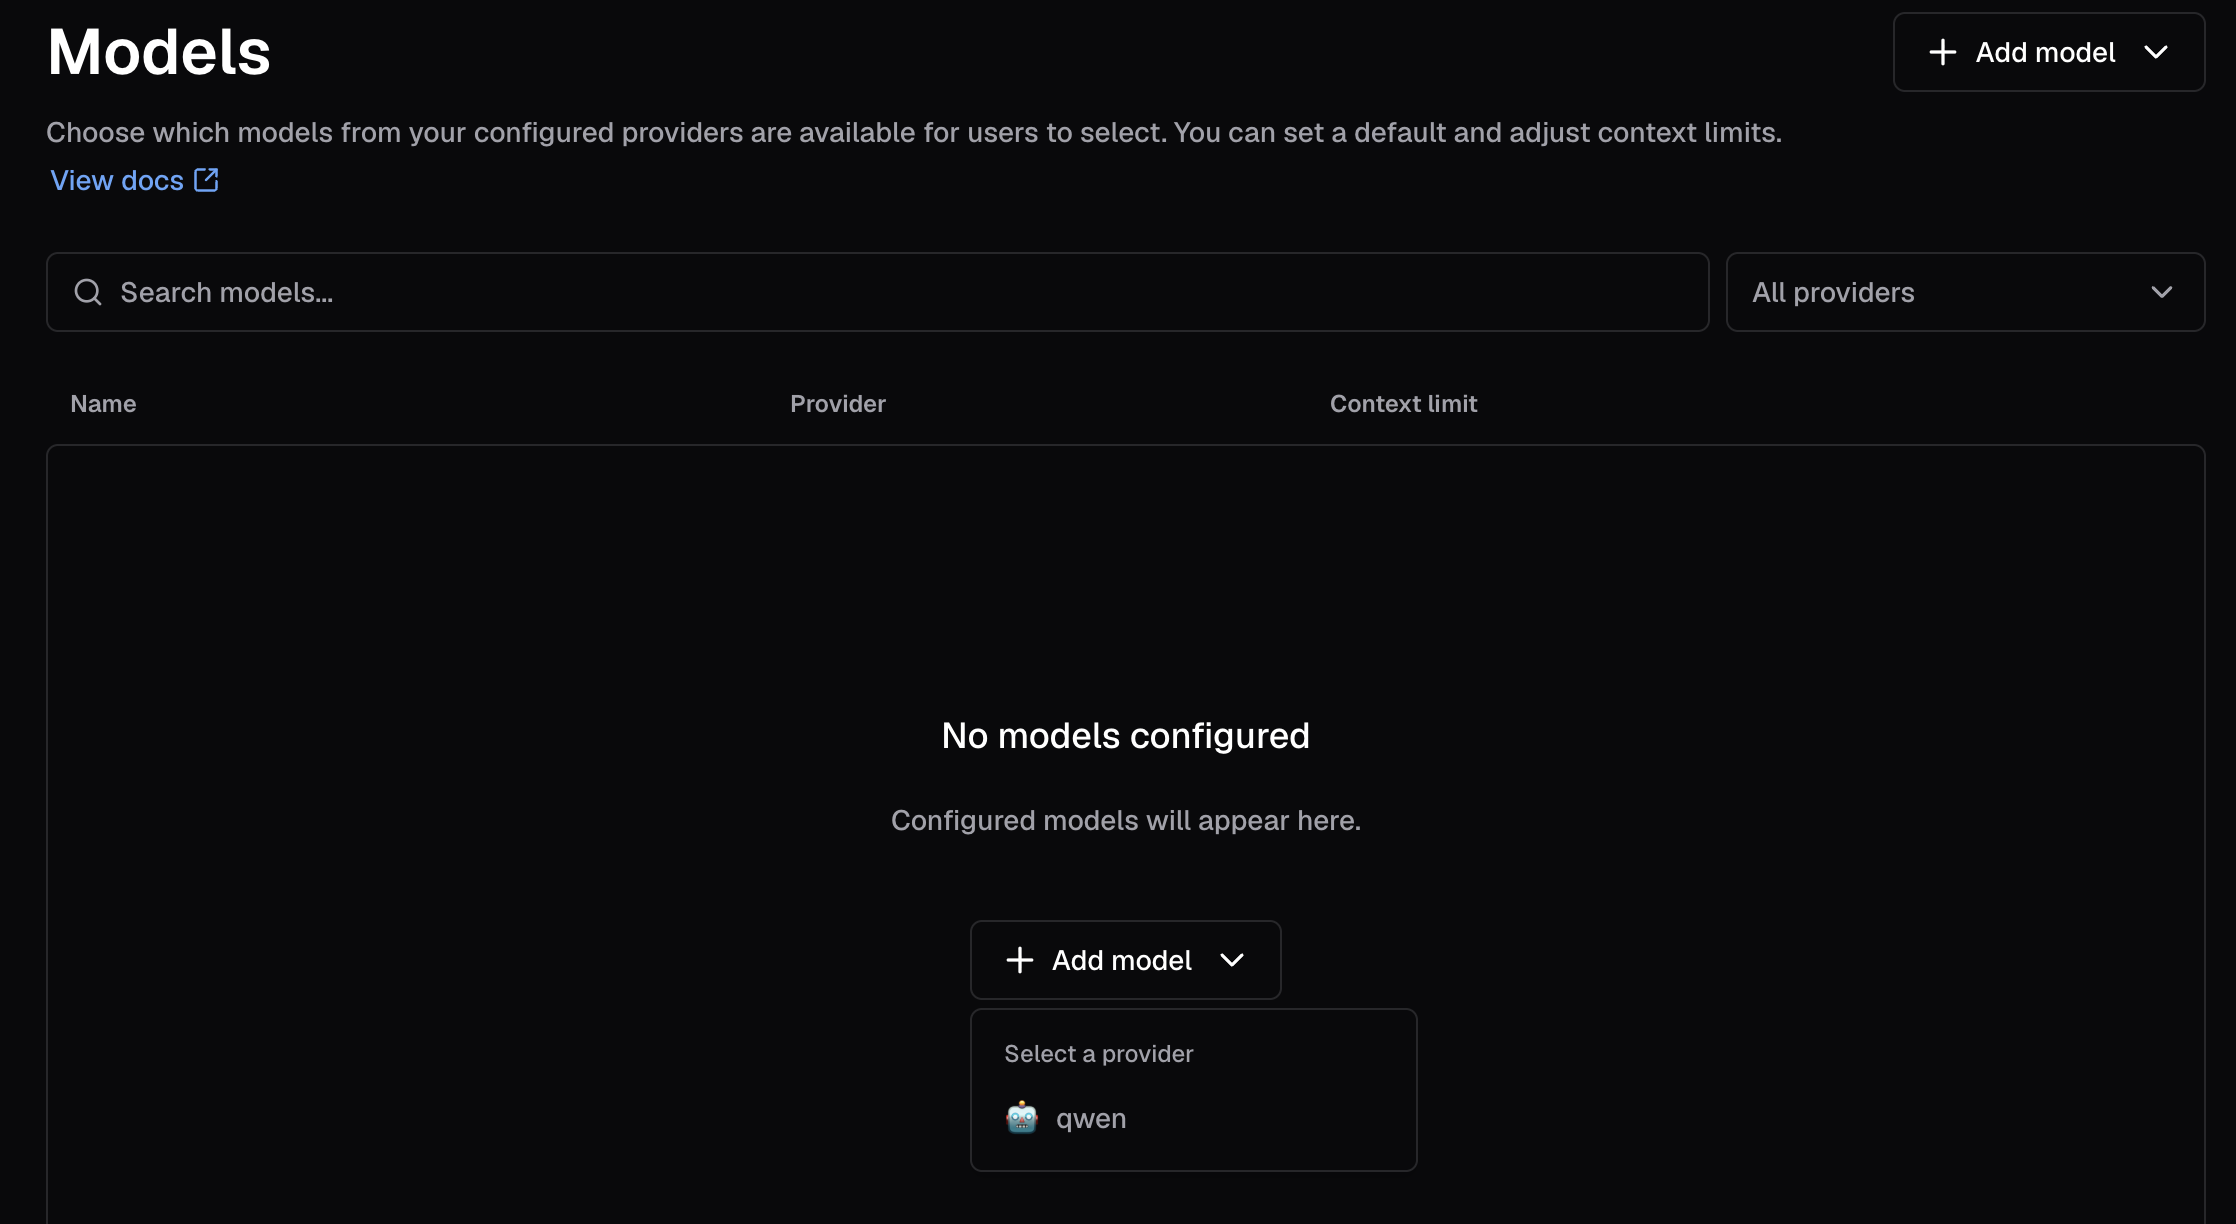 Models
Add model
Choose which models from your configured providers are available for users to select. You can set a default and adjust context limits.
View docs
Search models...
All providers
Name
Provider
Context limit
No models configured
Configured models will appear here.
Add model
Select a provider
qwen